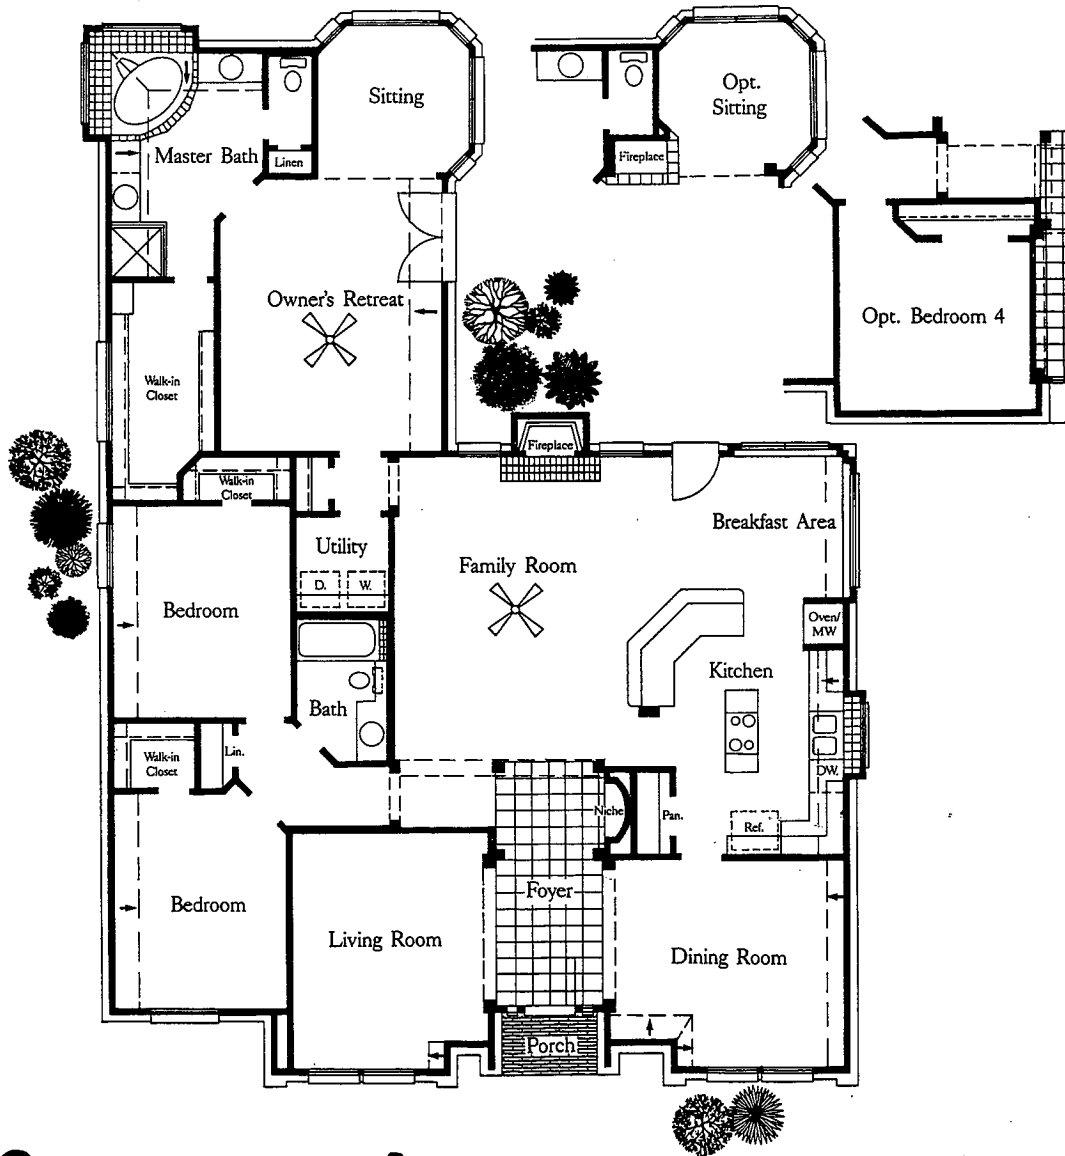 Sitting
Opt.
Sitting
Master Bath
Linen
Fireplace
Owner's Retreat
Opt. Bedroom 4
Walk-in
Closet
Fireplace
Walk-in
Closet
Breakfast Area
Utility
Family Room
D.
W.
Bedroom
Oven/
MW
Kitchen
Bath
Lin.
Walk-in
Closet
DW.
Niche
Pan.
Ref.
Foyer
Bedroom
Living Room
Dining Room
Porch